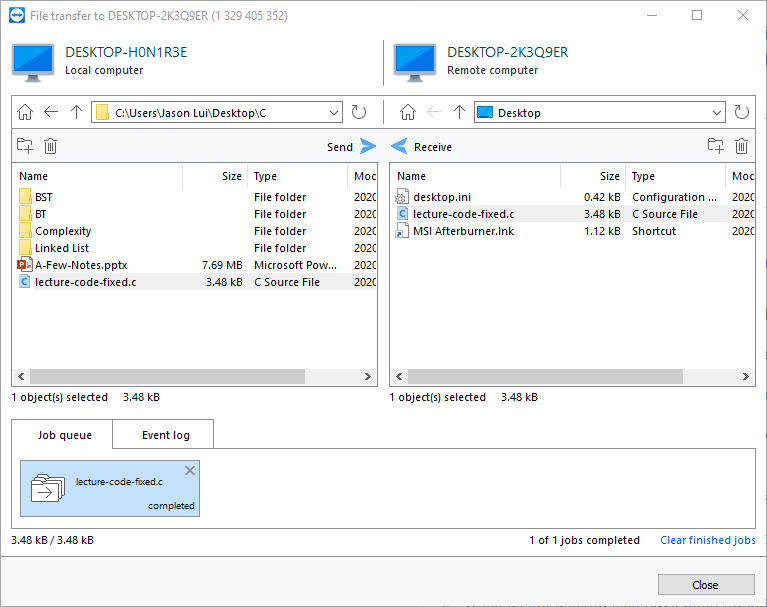 File transfer to DESKTOP-2K3Q9ER (1 329 405 352)
DESKTOP-H0N1R3E
Local computer
DESKTOP-2K3Q9ER
Remote computer
C:\Users\Jason Lui\Desktop\C
Desktop
Send
Receive
Name Size Type Moc
BST File folder 2020
BT File folder 2020
Complexity File folder 2020
Linked List File folder 2020
A-Few-Notes.pptx 7.69 MB Microsoft Pow... 2020
lecture-code-fixed.c 3.48 kB C Source File 2020
Name Size Type Moc
desktop.ini 0.42 kB Configuration ... 2020
lecture-code-fixed.c 3.48 kB C Source File 2020
MSI Afterburner.lnk 1.12 kB Shortcut 2020
1 object(s) selected 3.48 kB
1 object(s) selected 3.48 kB
Job queue
Event log
lecture-code-fixed.c
completed
3.48 kB / 3.48 kB
1 of 1 jobs completed
Clear finished jobs
Close